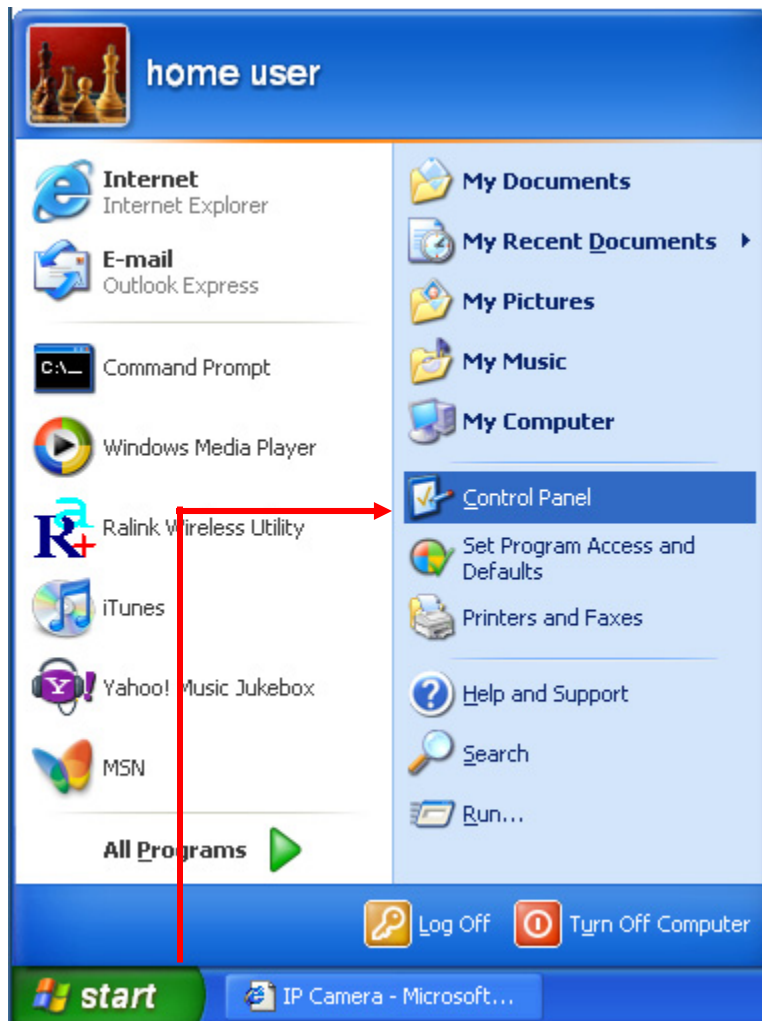 home user
Internet
Internet Explorer
E-mail
Outlook Express
C:\_
Command Prompt
Windows Media Player
Ralink Wireless Utility
iTunes
Yahoo! Music Jukebox
MSN
All Programs
My Documents
My Recent Documents
My Pictures
My Music
My Computer
Control Panel
Set Program Access and
Defaults
Printers and Faxes
Help and Support
Search
Run...
Log Off
Turn Off Computer
start
IP Camera - Microsoft...